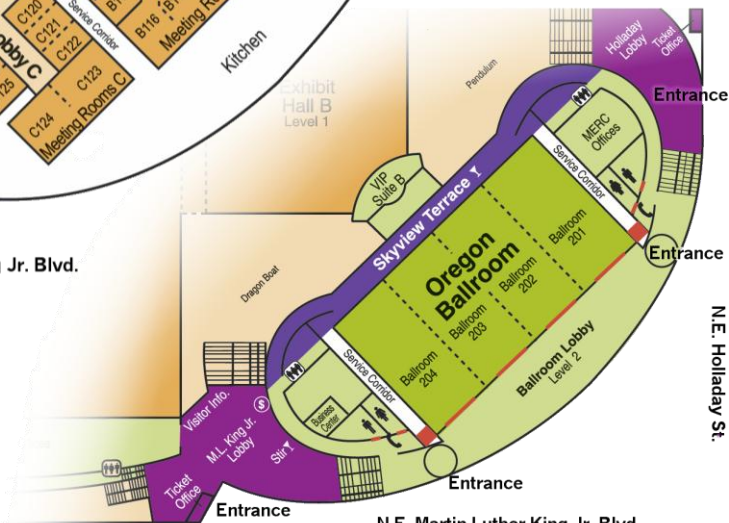 C120
C121
C122
Lobby C
C123
C124
Meeting Rooms C
Service Corridor
B116
Kitchen
Exhibit
Hall B
Level 1
Pendulum
Holladay
Lobby
Ticket
Office
Entrance
MERC
Offices
Service Corridor
VIP
Suite B
Skyview Terrace
Oregon
Ballroom
Ballroom
201
Ballroom
202
Ballroom
203
Ballroom
204
Entrance
Jr. Blvd.
Dragon Boat
Service Corridor
Ballroom Lobby
Level 2
N.E. Holladay St.
Business
Center
Visitor Info.
$
M.L. King Jr.
Lobby
Stir
Ticket
Office
Entrance
Entrance
N.E. Martin Luther King Jr. Blvd.